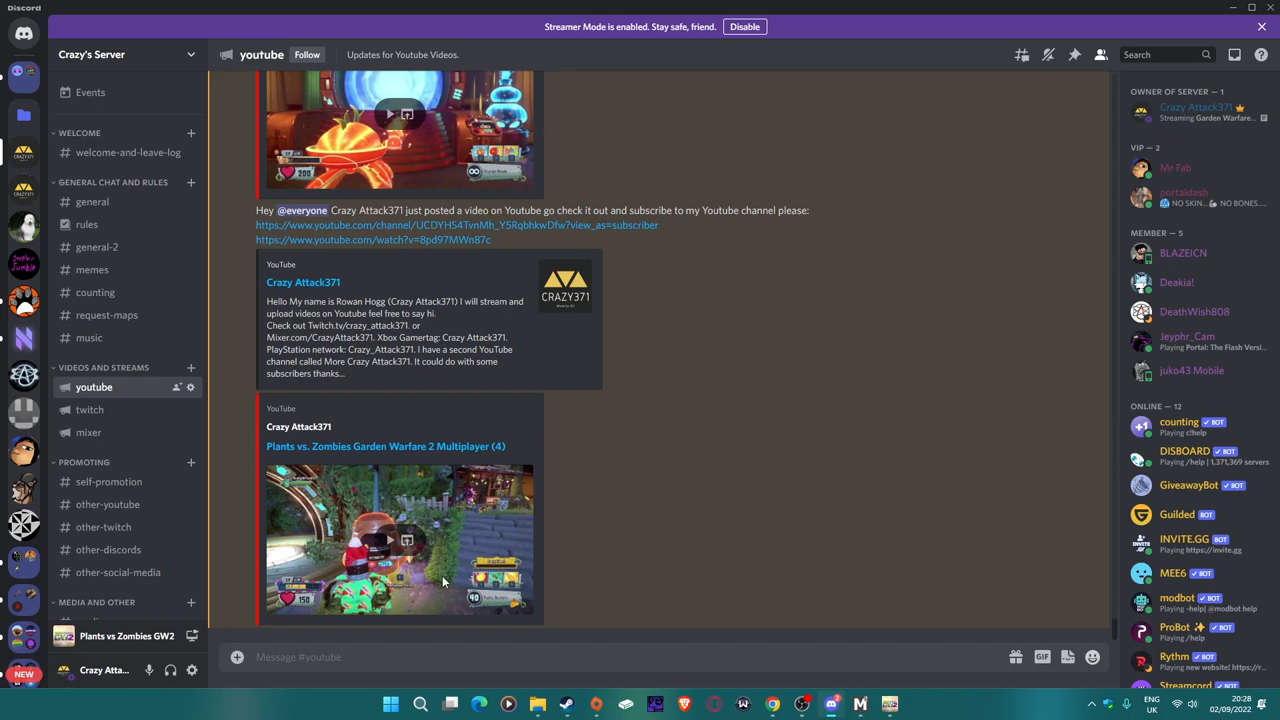 Discord
Streamer Mode is enabled. Stay safe, friend. Disable
Crazy's Server
youtube Follow Updates for Youtube Videos.
Search
Events
WELCOME
welcome-and-leave-log
GENERAL CHAT AND RULES
general
rules
general-2
memes
counting
request-maps
music
VIDEOS AND STREAMS
youtube
twitch
mixer
PROMOTING
self-promotion
other-youtube
other-twitch
other-discords
other-social-media
MEDIA AND OTHER
Plants vs Zombies GW2
Crazy Atta...
NEW
200
Hey @everyone Crazy Attack371 just posted a video on Youtube go check it out and subscribe to my Youtube channel please:
https://www.youtube.com/channel/UCDYHS4TvnMh_Y5RqbhkwDfw?view_as=subscriber
https://www.youtube.com/watch?v=8pd97MWn87c
YouTube
Crazy Attack371
Hello My name is Rowan Hogg (Crazy Attack371) I will stream and
upload videos on Youtube feel free to say hi.
Check out Twitch.tv/crazy_attack371. or
Mixer.com/CrazyAttack371. Xbox Gamertag: Crazy Attack371.
PlayStation network: Crazy_Attack371. I have a second YouTube
channel called More Crazy Attack371. It could do with some
subscribers thanks...
CRAZY371
YouTube
Crazy Attack371
Plants vs. Zombies Garden Warfare 2 Multiplayer (4)
150
40
Message #youtube
GIF
OWNER OF SERVER — 1
Crazy Attack371
Streaming Garden Warfare...
VIP — 2
Mr Fab
portaldash
NO SKIN... NO BONES....
MEMBER — 5
BLAZEICN
Deakia!
DeathWish808
Jeyphr_Cam
Playing Portal: The Flash Versi...
juko43 Mobile
ONLINE — 12
counting BOT
Playing c!help
DISBOARD BOT
Playing /help | 1,371,369 servers
GiveawayBot BOT
Guilded BOT
INVITE.GG BOT
Playing https://invite.gg
MEE6 BOT
modbot BOT
Playing -help| @modbot help
ProBot ✨ BOT
Playing /help
Rythm BOT
Playing new website! https://r...
Streamcord BOT
ENG
UK
20:28
02/09/2022